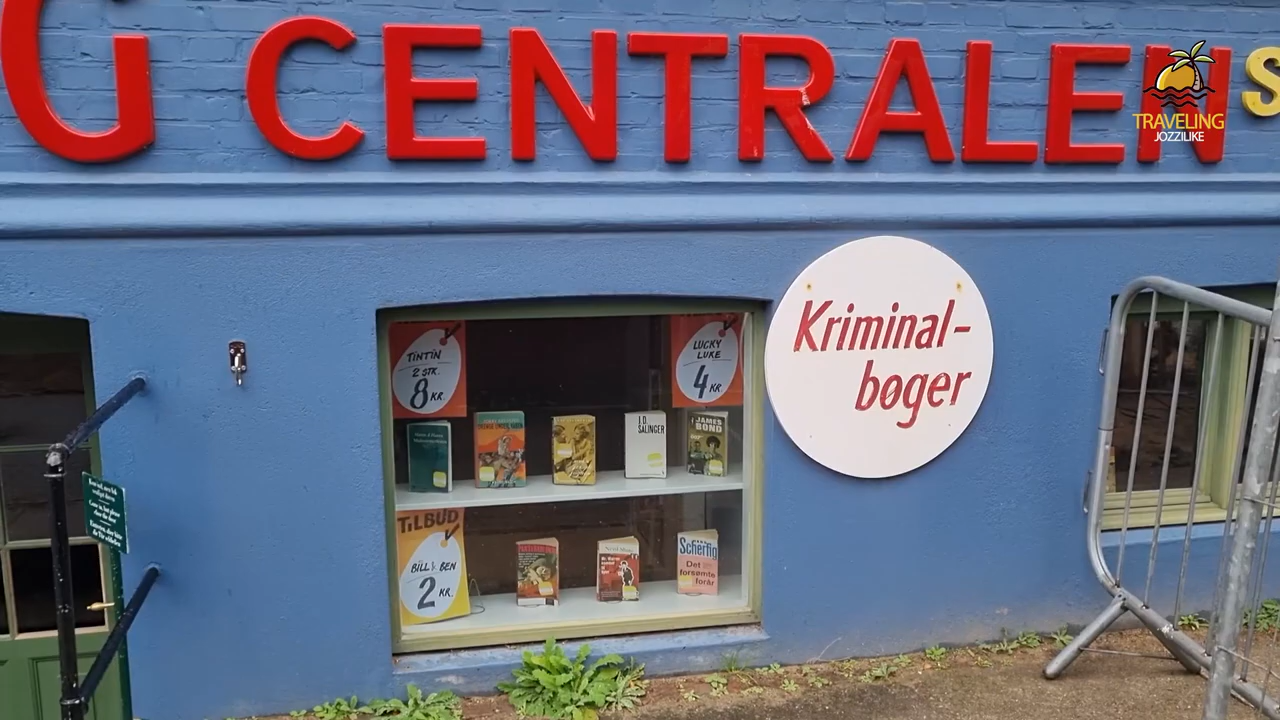 G CENTRALEN S
TRAVELING
JOZZILIKE
Kriminal-
bøger
TINTIN
2 STK.
8 KR.
LUCKY
LUKE
4 KR.
J.D.
SALINGER
JAMES
BOND
TILBUD
BILL & BEN
2 KR.
Scherfig
Det
forsømte
forår